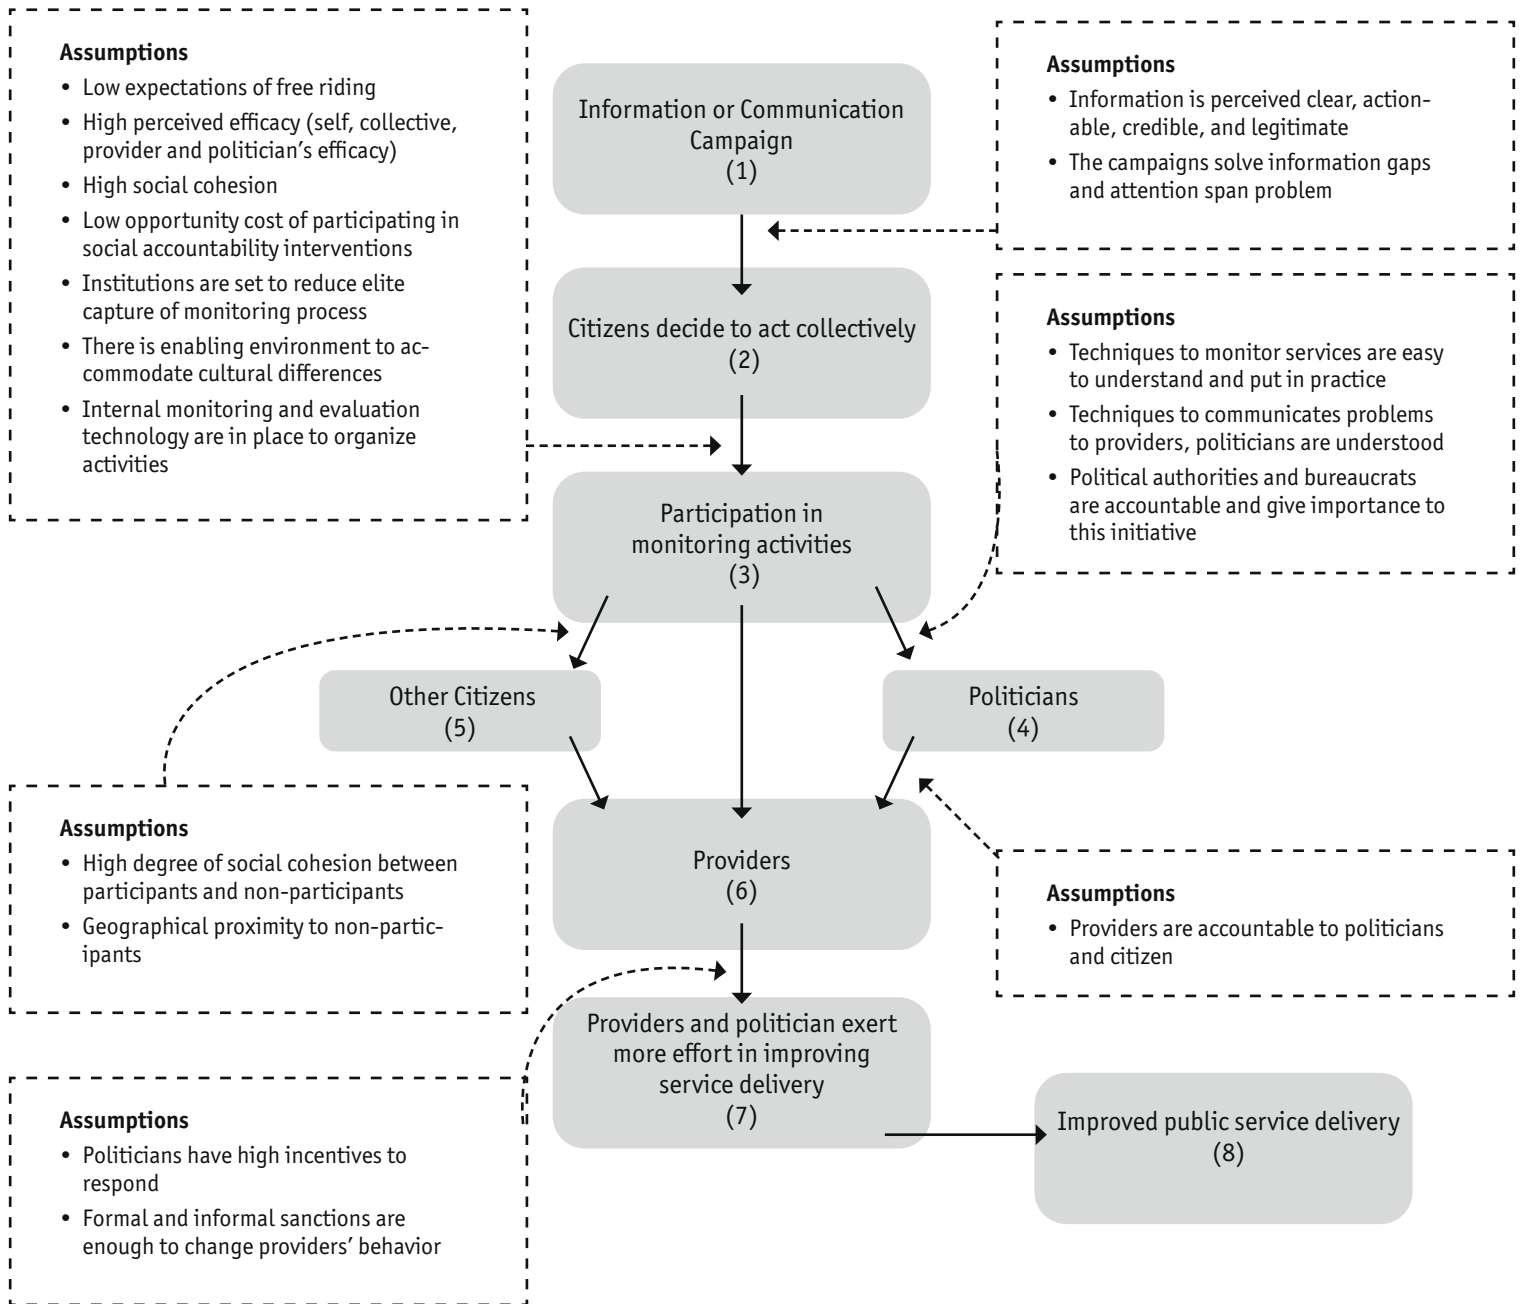 Assumptions
• Low expectations of free riding
• High perceived efficacy (self, collective,
provider and politician's efficacy)
• High social cohesion
• Low opportunity cost of participating in
social accountability interventions
• Institutions are set to reduce elite
capture of monitoring process
• There is enabling environment to ac-
commodate cultural differences
• Internal monitoring and evaluation
technology are in place to organize
activities
Information or Communication
Campaign
(1)
Assumptions
• Information is perceived clear, action-
able, credible, and legitimate
• The campaigns solve information gaps
and attention span problem
Citizens decide to act collectively
(2)
Assumptions
• Techniques to monitor services are easy
to understand and put in practice
• Techniques to communicates problems
to providers, politicians are understood
• Political authorities and bureaucrats
are accountable and give importance to
this initiative
Participation in
monitoring activities
(3)
Other Citizens
(5)
Politicians
(4)
Assumptions
• High degree of social cohesion between
participants and non-participants
• Geographical proximity to non-partic-
ipants
Providers
(6)
Assumptions
• Providers are accountable to politicians
and citizen
Providers and politician exert
more effort in improving
service delivery
(7)
Assumptions
• Politicians have high incentives to
respond
• Formal and informal sanctions are
enough to change providers' behavior
Improved public service delivery
(8)